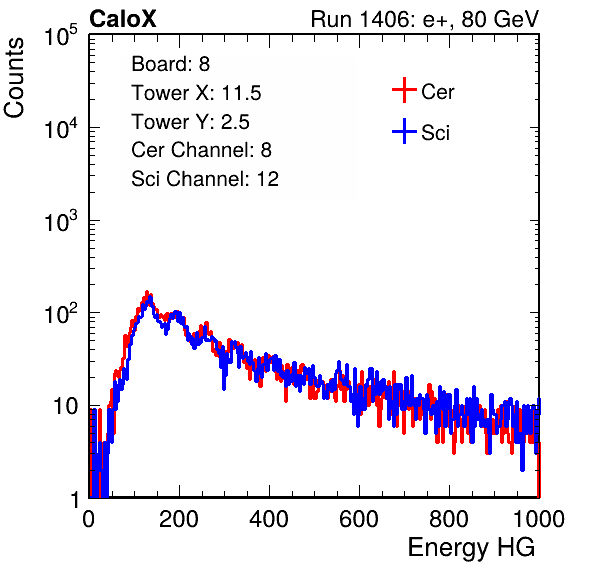 CaloX Run 1406: e+, 80 GeV
Counts
10^5
10^4
10^3
10^2
10
1
Board: 8
Tower X: 11.5
Tower Y: 2.5
Cer Channel: 8
Sci Channel: 12
Cer
Sci
0 200 400 600 800 1000
Energy HG